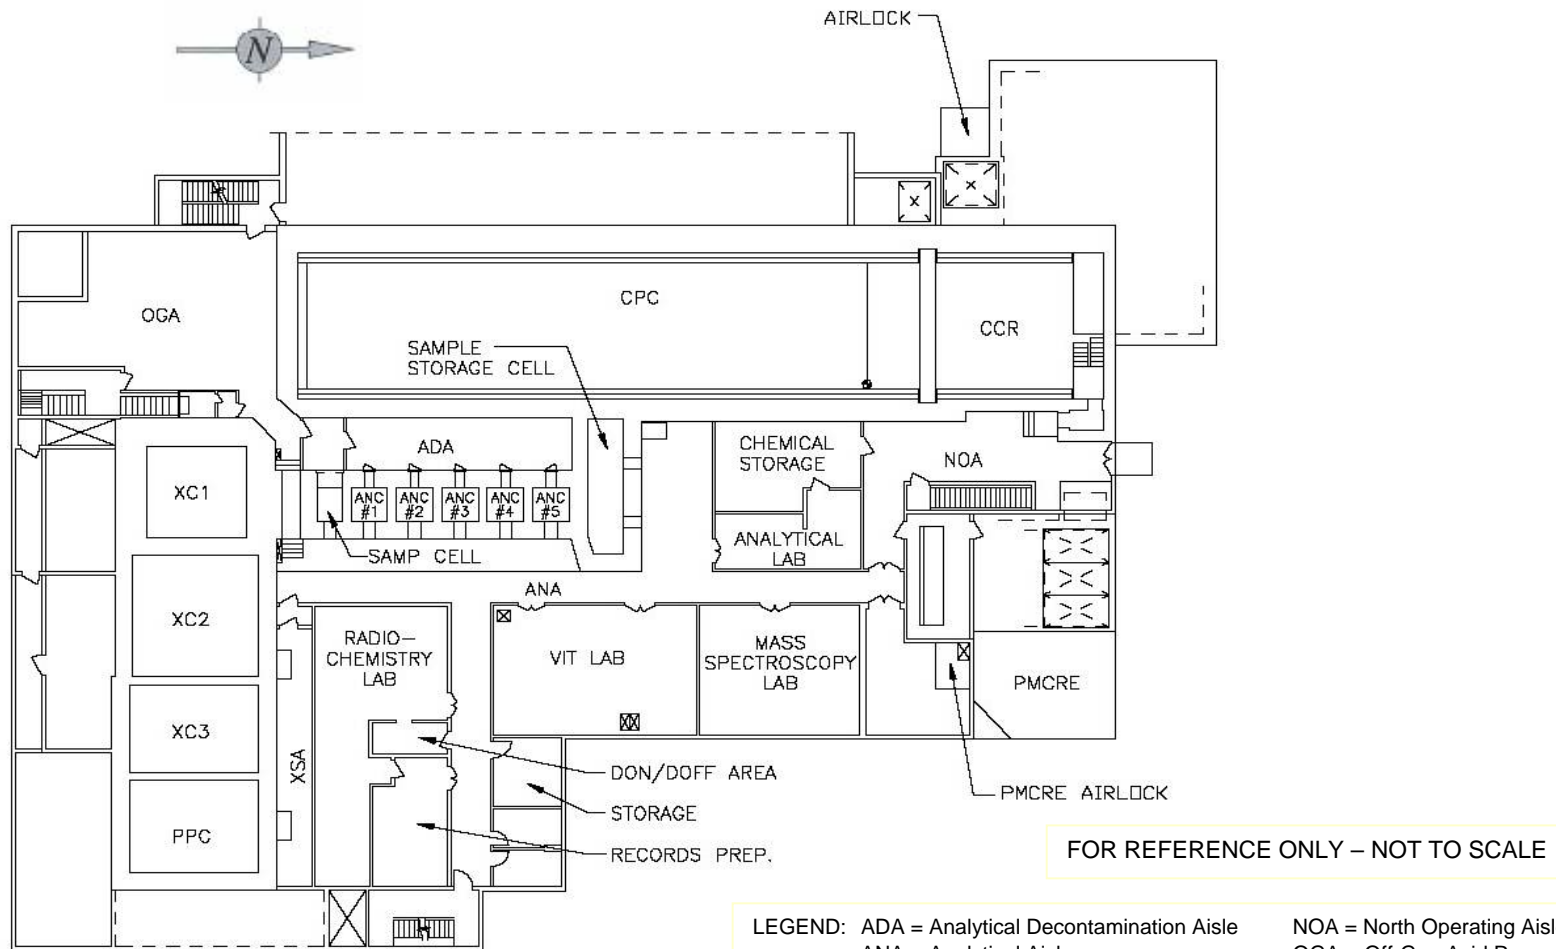 AIRLOCK
N
OGA
CPC
CCR
SAMPLE
STORAGE CELL
ADA
CHEMICAL
STORAGE
NOA
XC1
ANC
#1
ANC
#2
ANC
#3
ANC
#4
ANC
#5
ANALYTICAL
LAB
SAMP CELL
ANA
XC2
RADIO-
CHEMISTRY
LAB
VIT LAB
MASS
SPECTROSCOPY
LAB
PMCRE
XC3
XSA
DON/DOFF AREA
PMCRE AIRLOCK
STORAGE
PPC
RECORDS PREP.
FOR REFERENCE ONLY – NOT TO SCALE
LEGEND: ADA = Analytical Decontamination Aisle
NOA = North Operating